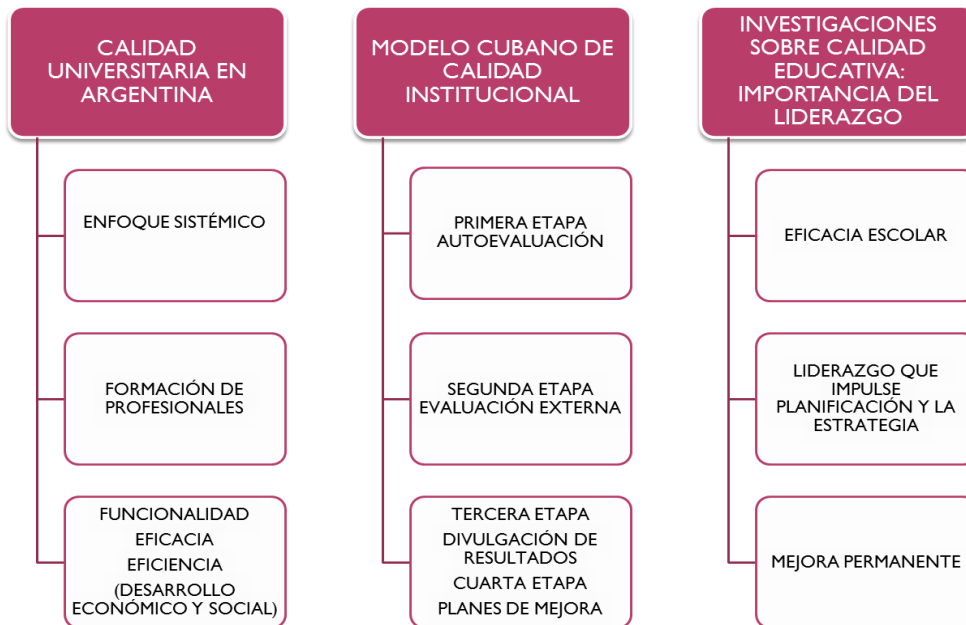 CALIDAD
UNIVERSITARIA EN
ARGENTINA
ENFOQUE SISTÉMICO
FORMACIÓN DE
PROFESIONALES
FUNCIONALIDAD
EFICACIA
EFICIENCIA
(DESARROLLO
ECONÓMICO Y SOCIAL)
MODELO CUBANO DE
CALIDAD
INSTITUCIONAL
PRIMERA ETAPA
AUTOEVALUACIÓN
SEGUNDA ETAPA
EVALUACIÓN EXTERNA
TERCERA ETAPA
DIVULGACIÓN DE
RESULTADOS
CUARTA ETAPA
PLANES DE MEJORA
INVESTIGACIONES
SOBRE CALIDAD
EDUCATIVA:
IMPORTANCIA DEL
LIDERAZGO
EFICACIA ESCOLAR
LIDERAZGO QUE
IMPULSE
PLANIFICACIÓN Y LA
ESTRATEGIA
MEJORA PERMANENTE